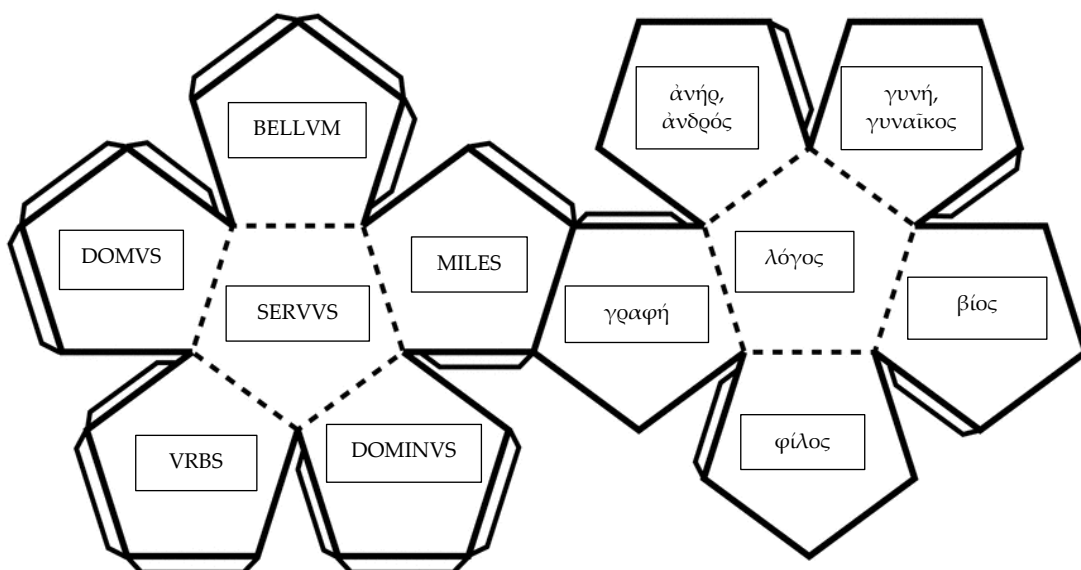 BELLVM
DOMVS
SERVVS
MILES
VRBS
DOMINVS
ἀνήρ,
ἀνδρός
γυνή,
γυναῖκος
γραφή
λόγος
βίος
φίλος